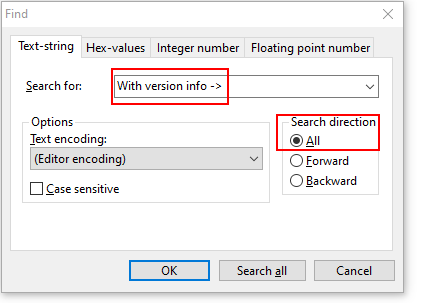 Find
Text-string Hex-values Integer number Floating point number
Search for: With version info ->
Options
Text encoding:
(Editor encoding)
Case sensitive
Search direction
All
Forward
Backward
OK Search all Cancel